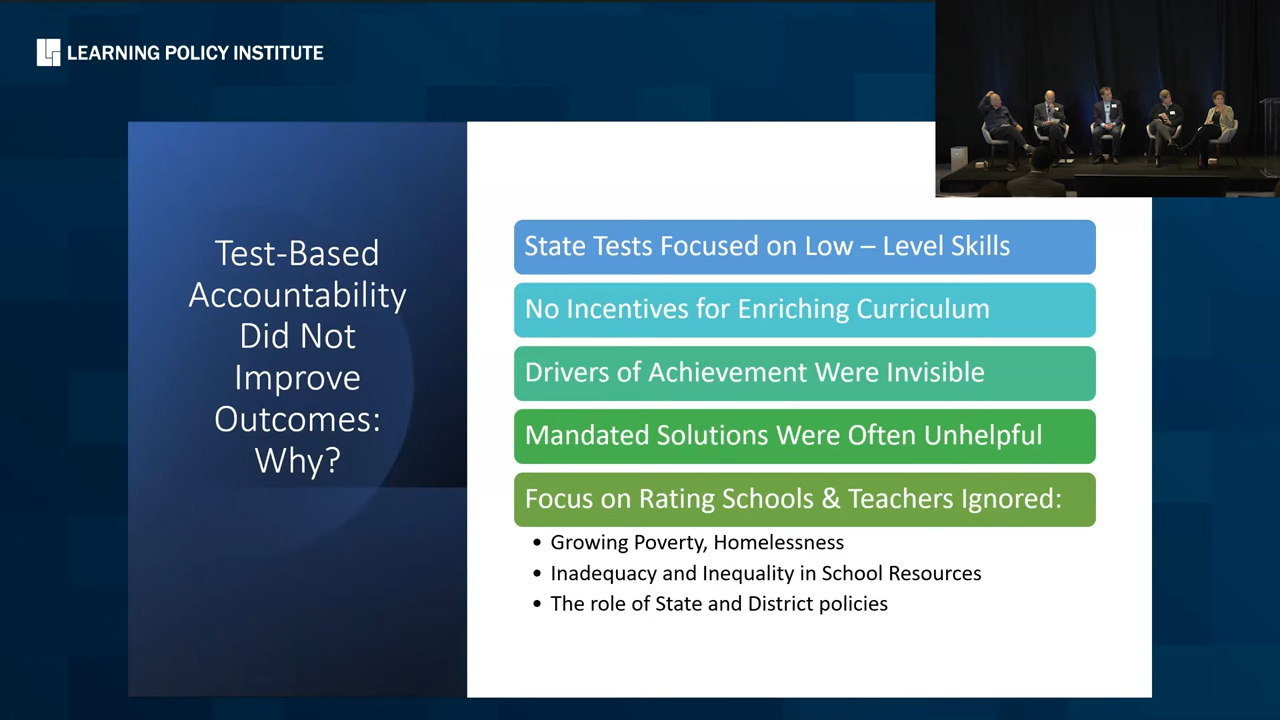 LEARNING POLICY INSTITUTE
Test-Based
Accountability
Did Not
Improve
Outcomes:
Why?
State Tests Focused on Low – Level Skills
No Incentives for Enriching Curriculum
Drivers of Achievement Were Invisible
Mandated Solutions Were Often Unhelpful
Focus on Rating Schools & Teachers Ignored:
• Growing Poverty, Homelessness
• Inadequacy and Inequality in School Resources
• The role of State and District policies